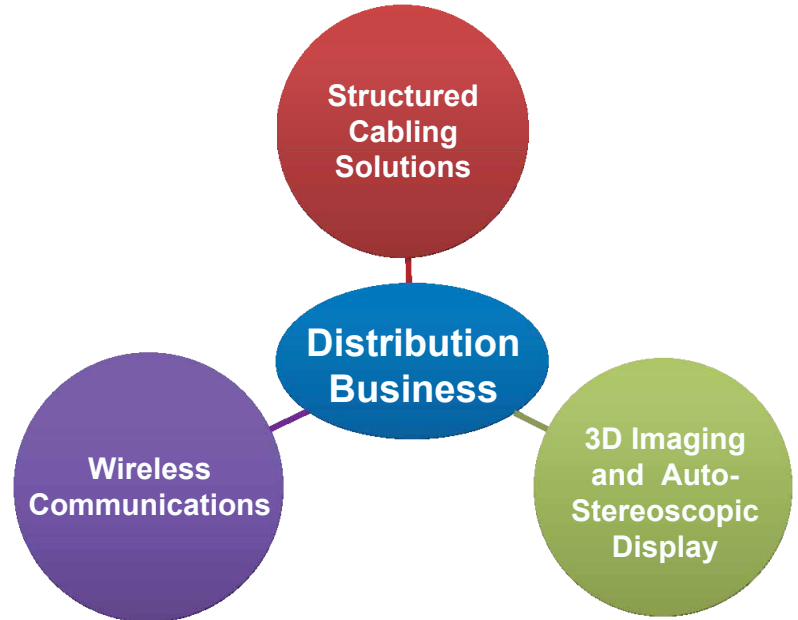 Structured
Cabling
Solutions
Distribution
Business
Wireless
Communications
3D Imaging
and Auto-
Stereoscopic
Display